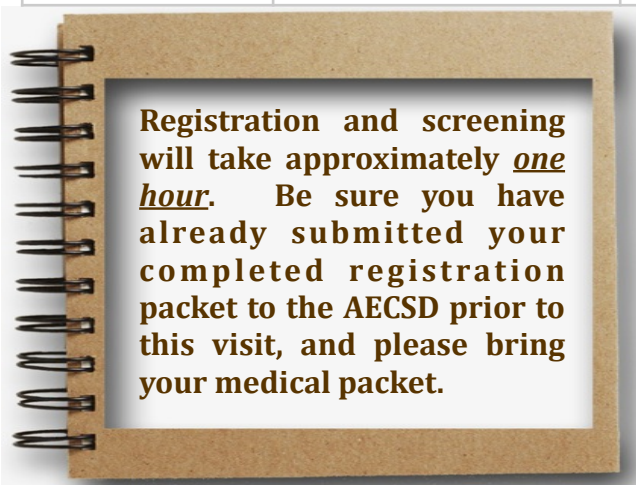 Registration and screening
will take approximately one
hour. Be sure you have
already submitted your
completed registration
packet to the AECSD prior to
this visit, and please bring
your medical packet.